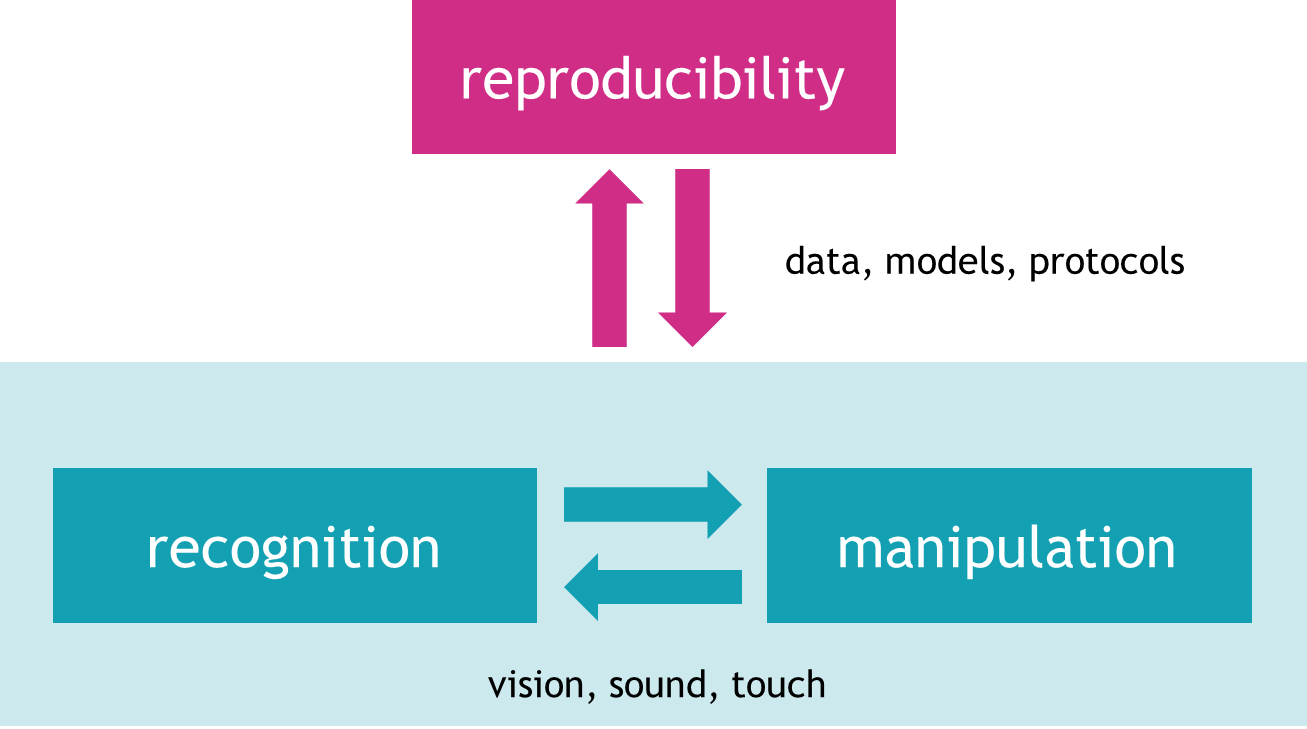 reproducibility
data, models, protocols
recognition
manipulation
vision, sound, touch